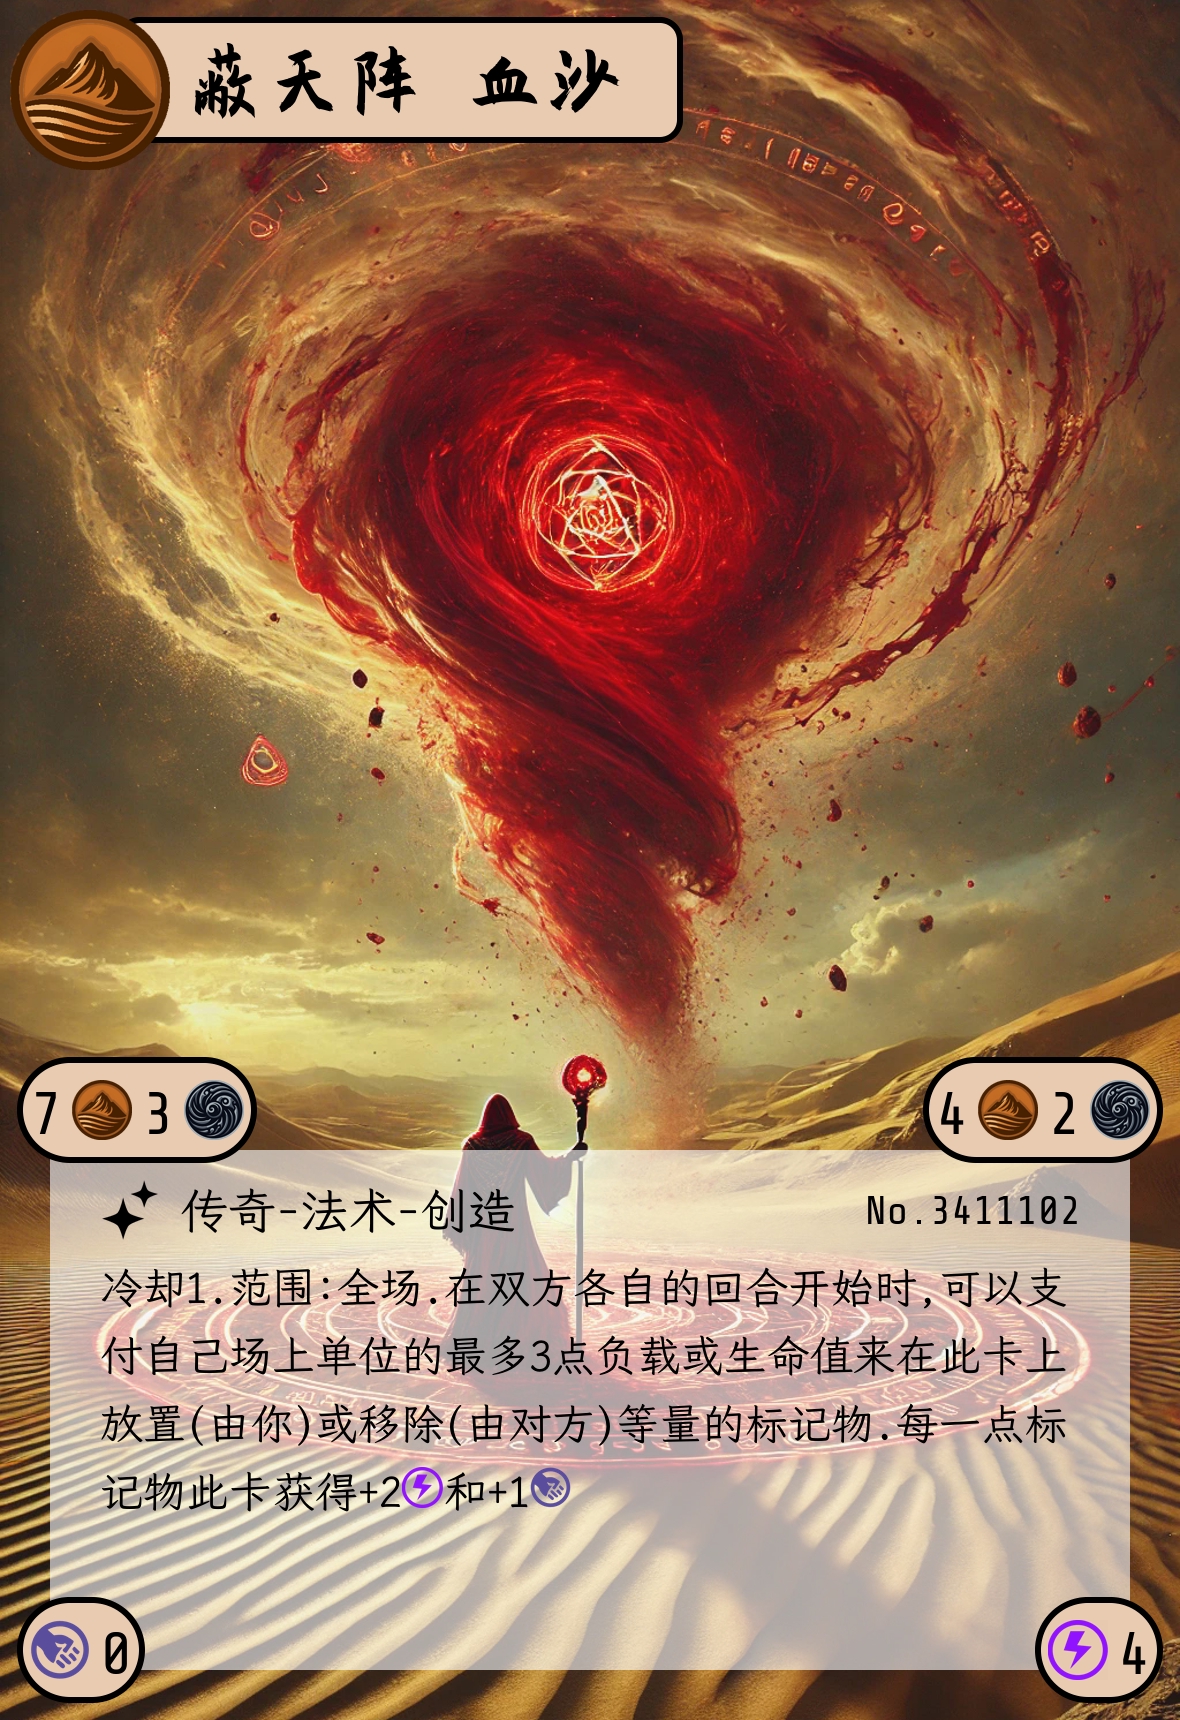 蔽天阵 血沙
7 3
4 2
传奇-法术-创造
No.3411102
冷却1.范围:全场.在双方各自的回合开始时,可以支
付自己场上单位的最多3点负载或生命值来在此卡上
放置(由你)或移除(由对方)等量的标记物.每一点标
记物此卡获得+2和+1
0
4